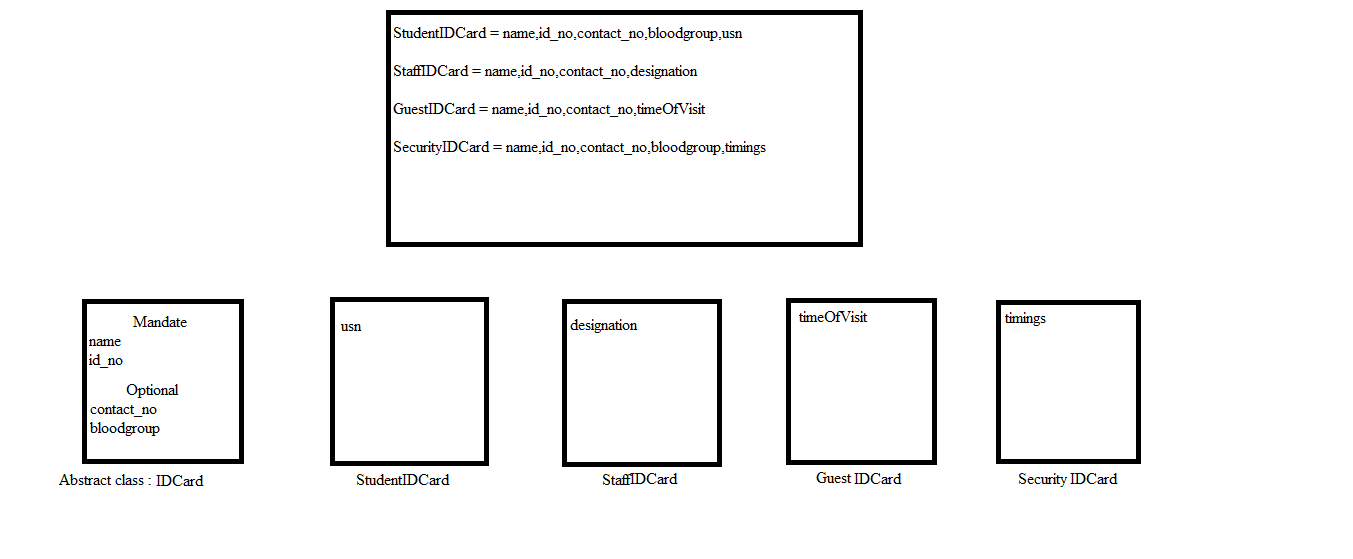 StudentIDCard = name,id_no,contact_no,bloodgroup,usn
StaffIDCard = name,id_no,contact_no,designation
GuestIDCard = name,id_no,contact_no,timeOfVisit
SecurityIDCard = name,id_no,contact_no,bloodgroup,timings
Mandate
name
id_no
Optional
contact_no
bloodgroup
Abstract class : IDCard
usn
StudentIDCard
designation
StaffIDCard
timeOfVisit
Guest IDCard
timings
Security IDCard